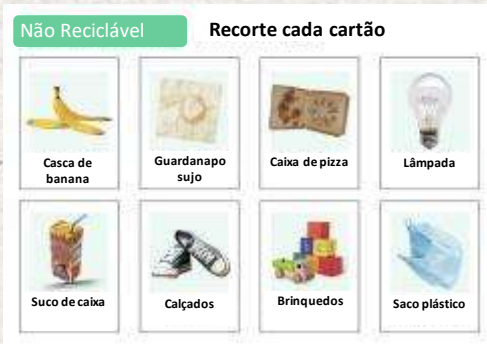 Não Reciclável
Recorte cada cartão
Casca de
banana
Guardanapo
sujo
Caixa de pizza
Lâmpada
Suco de caixa
Calçados
Brinquedos
Saco plástico